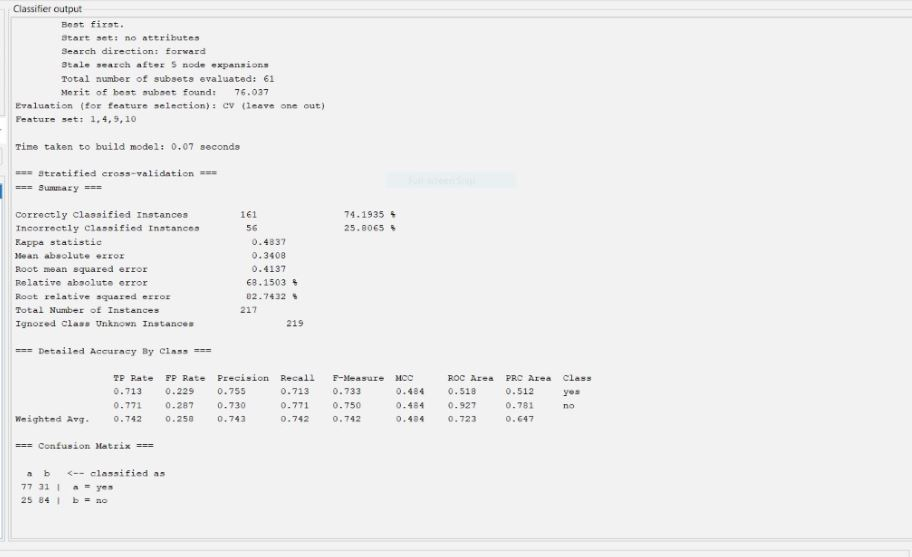 Classifier output
Best first.
Start set: no attributes
Search direction: forward
Stale search after 5 node expansions
Total number of subsets evaluated: 61
Merit of best subset found: 76.037
Evaluation (for feature selection): CV (leave one out)
Feature set: 1,4,9,10
Time taken to build model: 0.07 seconds
=== Stratified cross-validation ===
=== Summary ===
Correctly Classified Instances 161 74.1935 %
Incorrectly Classified Instances 56 25.8065 %
Kappa statistic 0.4837
Mean absolute error 0.3408
Root mean squared error 0.4137
Relative absolute error 68.1503 %
Root relative squared error 82.7432 %
Total Number of Instances 217
Ignored Class Unknown Instances 219
=== Detailed Accuracy By Class ===
TP Rate FP Rate Precision Recall F-Measure MCC ROC Area PRC Area Class
0.713 0.229 0.755 0.713 0.733 0.484 0.518 0.512 yes
0.771 0.287 0.730 0.771 0.750 0.484 0.927 0.781 no
Weighted Avg. 0.742 0.258 0.743 0.742 0.742 0.484 0.723 0.647
=== Confusion Matrix ===
a b <-- classified as
77 31 | a = yes
25 84 | b = no